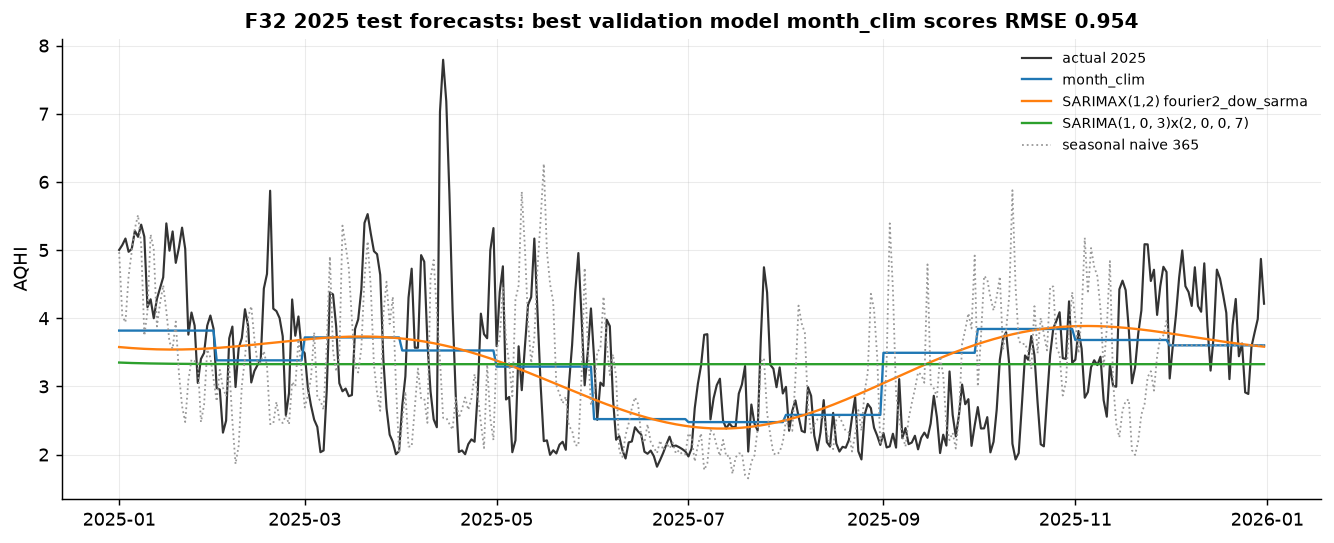 F32 2025 test forecasts: best validation model month_clim scores RMSE 0.954
AQHI
8
7
6
5
4
3
2
actual 2025
month_clim
SARIMAX(1,2) fourier2_dow_sarma
SARIMA(1, 0, 3)x(2, 0, 0, 7)
seasonal naive 365
2025-01
2025-03
2025-05
2025-07
2025-09
2025-11
2026-01